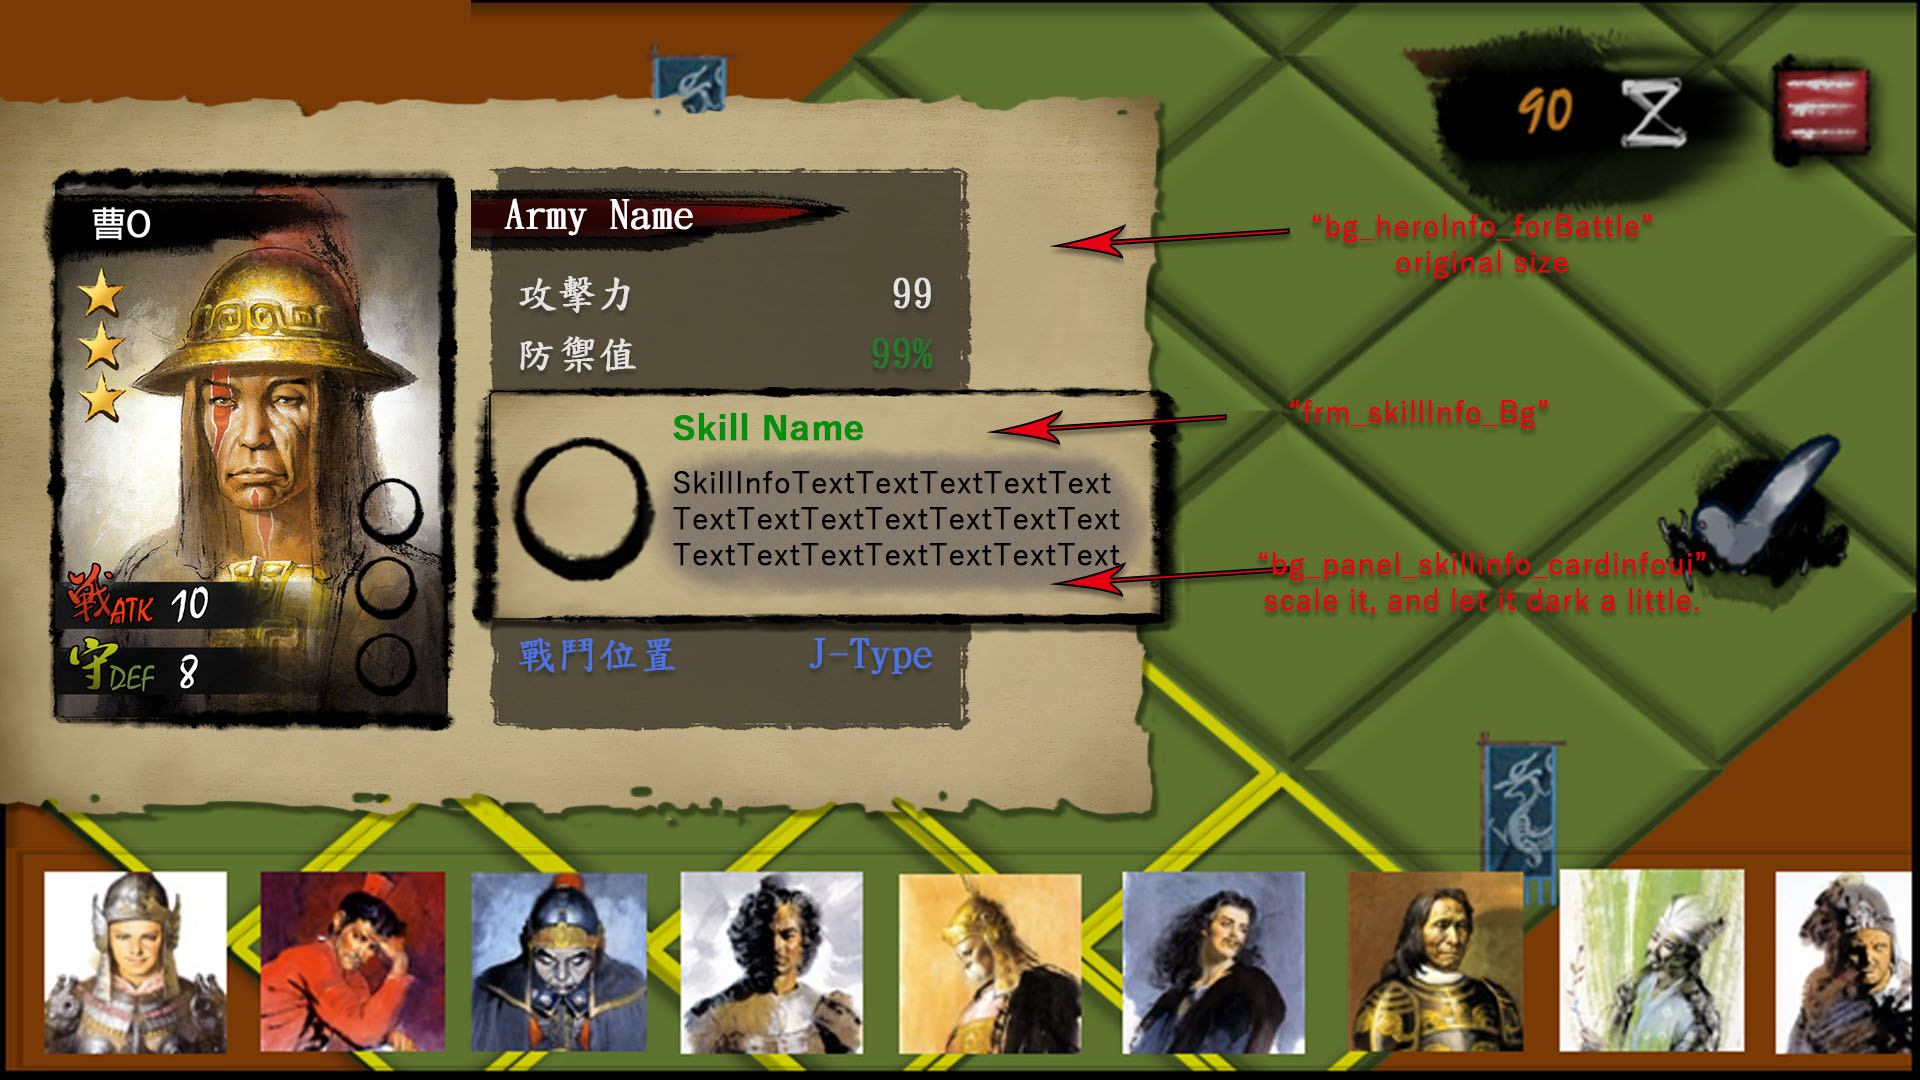 90
曹O
Army Name
攻擊力 99
防禦值 99%
Skill Name
SkillInfoTextTextTextTextText
TextTextTextTextTextTextText
TextTextTextTextTextTextText
戰鬥位置 J-Type
戦ATK 10
守DEF 8
“bg_heroInfo_forBattle”
original size
“frm_skillInfo_Bg”
“bg_panel_skillinfo_cardinfoui”
scale it, and let it dark a little.